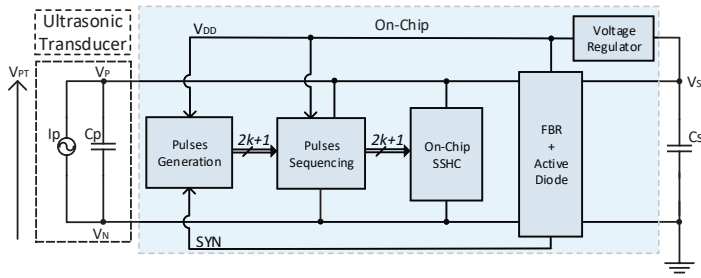 Ultrasonic
Transducer
On-Chip
VDD
Voltage
Regulator
VPT
VP
VS
IP
CP
Pulses
Generation
2k+1
Pulses
Sequencing
2k+1
On-Chip
SSHC
FBR
+
Active
Diode
CS
VN
SYN